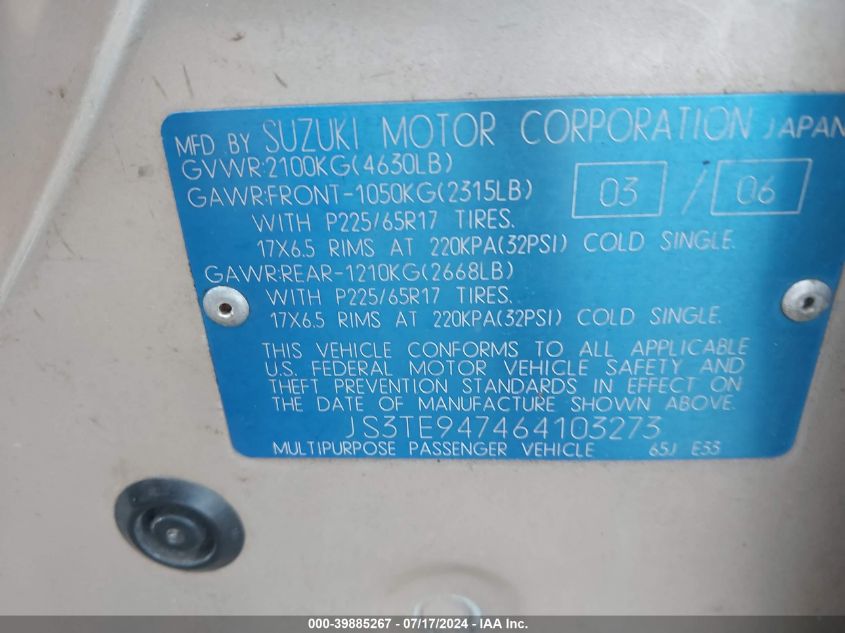 MFD BY SUZUKI MOTOR CORPORATION JAPAN
GVWR:2100KG(4630LB)
GAWR:FRONT-1050KG(2315LB) 03 / 06
WITH P225/65R17 TIRES.
17X6.5 RIMS AT 220KPA(32PSI) COLD SINGLE.
GAWR:REAR-1210KG(2668LB)
WITH P225/65R17 TIRES.
17X6.5 RIMS AT 220KPA(32PSI) COLD SINGLE.
THIS VEHICLE CONFORMS TO ALL APPLICABLE
U.S. FEDERAL MOTOR VEHICLE SAFETY AND
THEFT PREVENTION STANDARDS IN EFFECT ON
THE DATE OF MANUFACTURE SHOWN ABOVE.
JS3TE947464103273
MULTIPURPOSE PASSENGER VEHICLE 65J E33
000-39885267 - 07/17/2024 - IAA Inc.